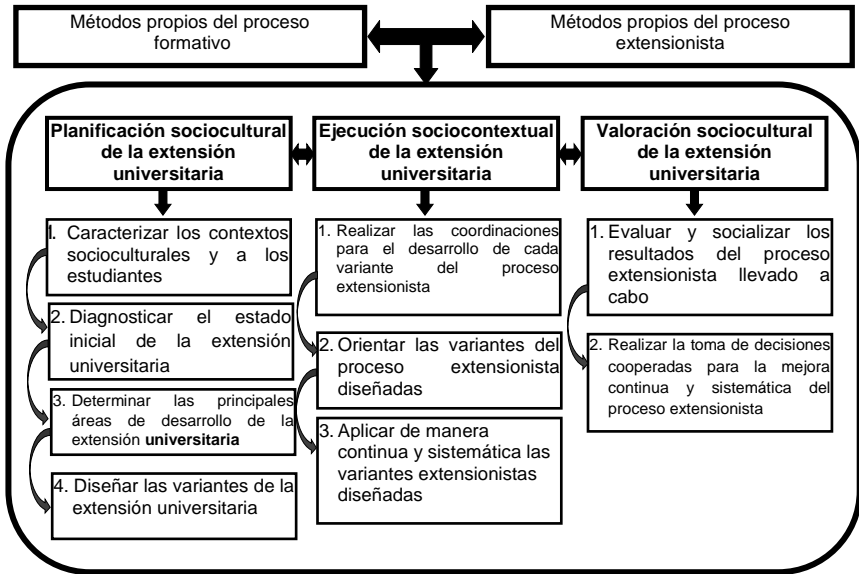 Métodos propios del proceso
formativo
Métodos propios del proceso
extensionista
Planificación sociocultural
de la extensión
universitaria
Ejecución sociocontextual
de la extensión
universitaria
Valoración sociocultural
de la extensión
universitaria
1. Caracterizar los contextos
socioculturales y a los
estudiantes
2. Diagnosticar el estado
inicial de la extensión
universitaria
3. Determinar las principales
áreas de desarrollo de la
extensión universitaria
4. Diseñar las variantes de la
extensión universitaria
1. Realizar las coordinaciones
para el desarrollo de cada
variante del proceso
extensionista
2. Orientar las variantes del
proceso extensionista
diseñadas
3. Aplicar de manera
continua y sistemática las
variantes extensionistas
diseñadas
1. Evaluar y socializar los
resultados del proceso
extensionista llevado a
cabo
2. Realizar la toma de decisiones
cooperadas para la mejora
continua y sistemática del
proceso extensionista